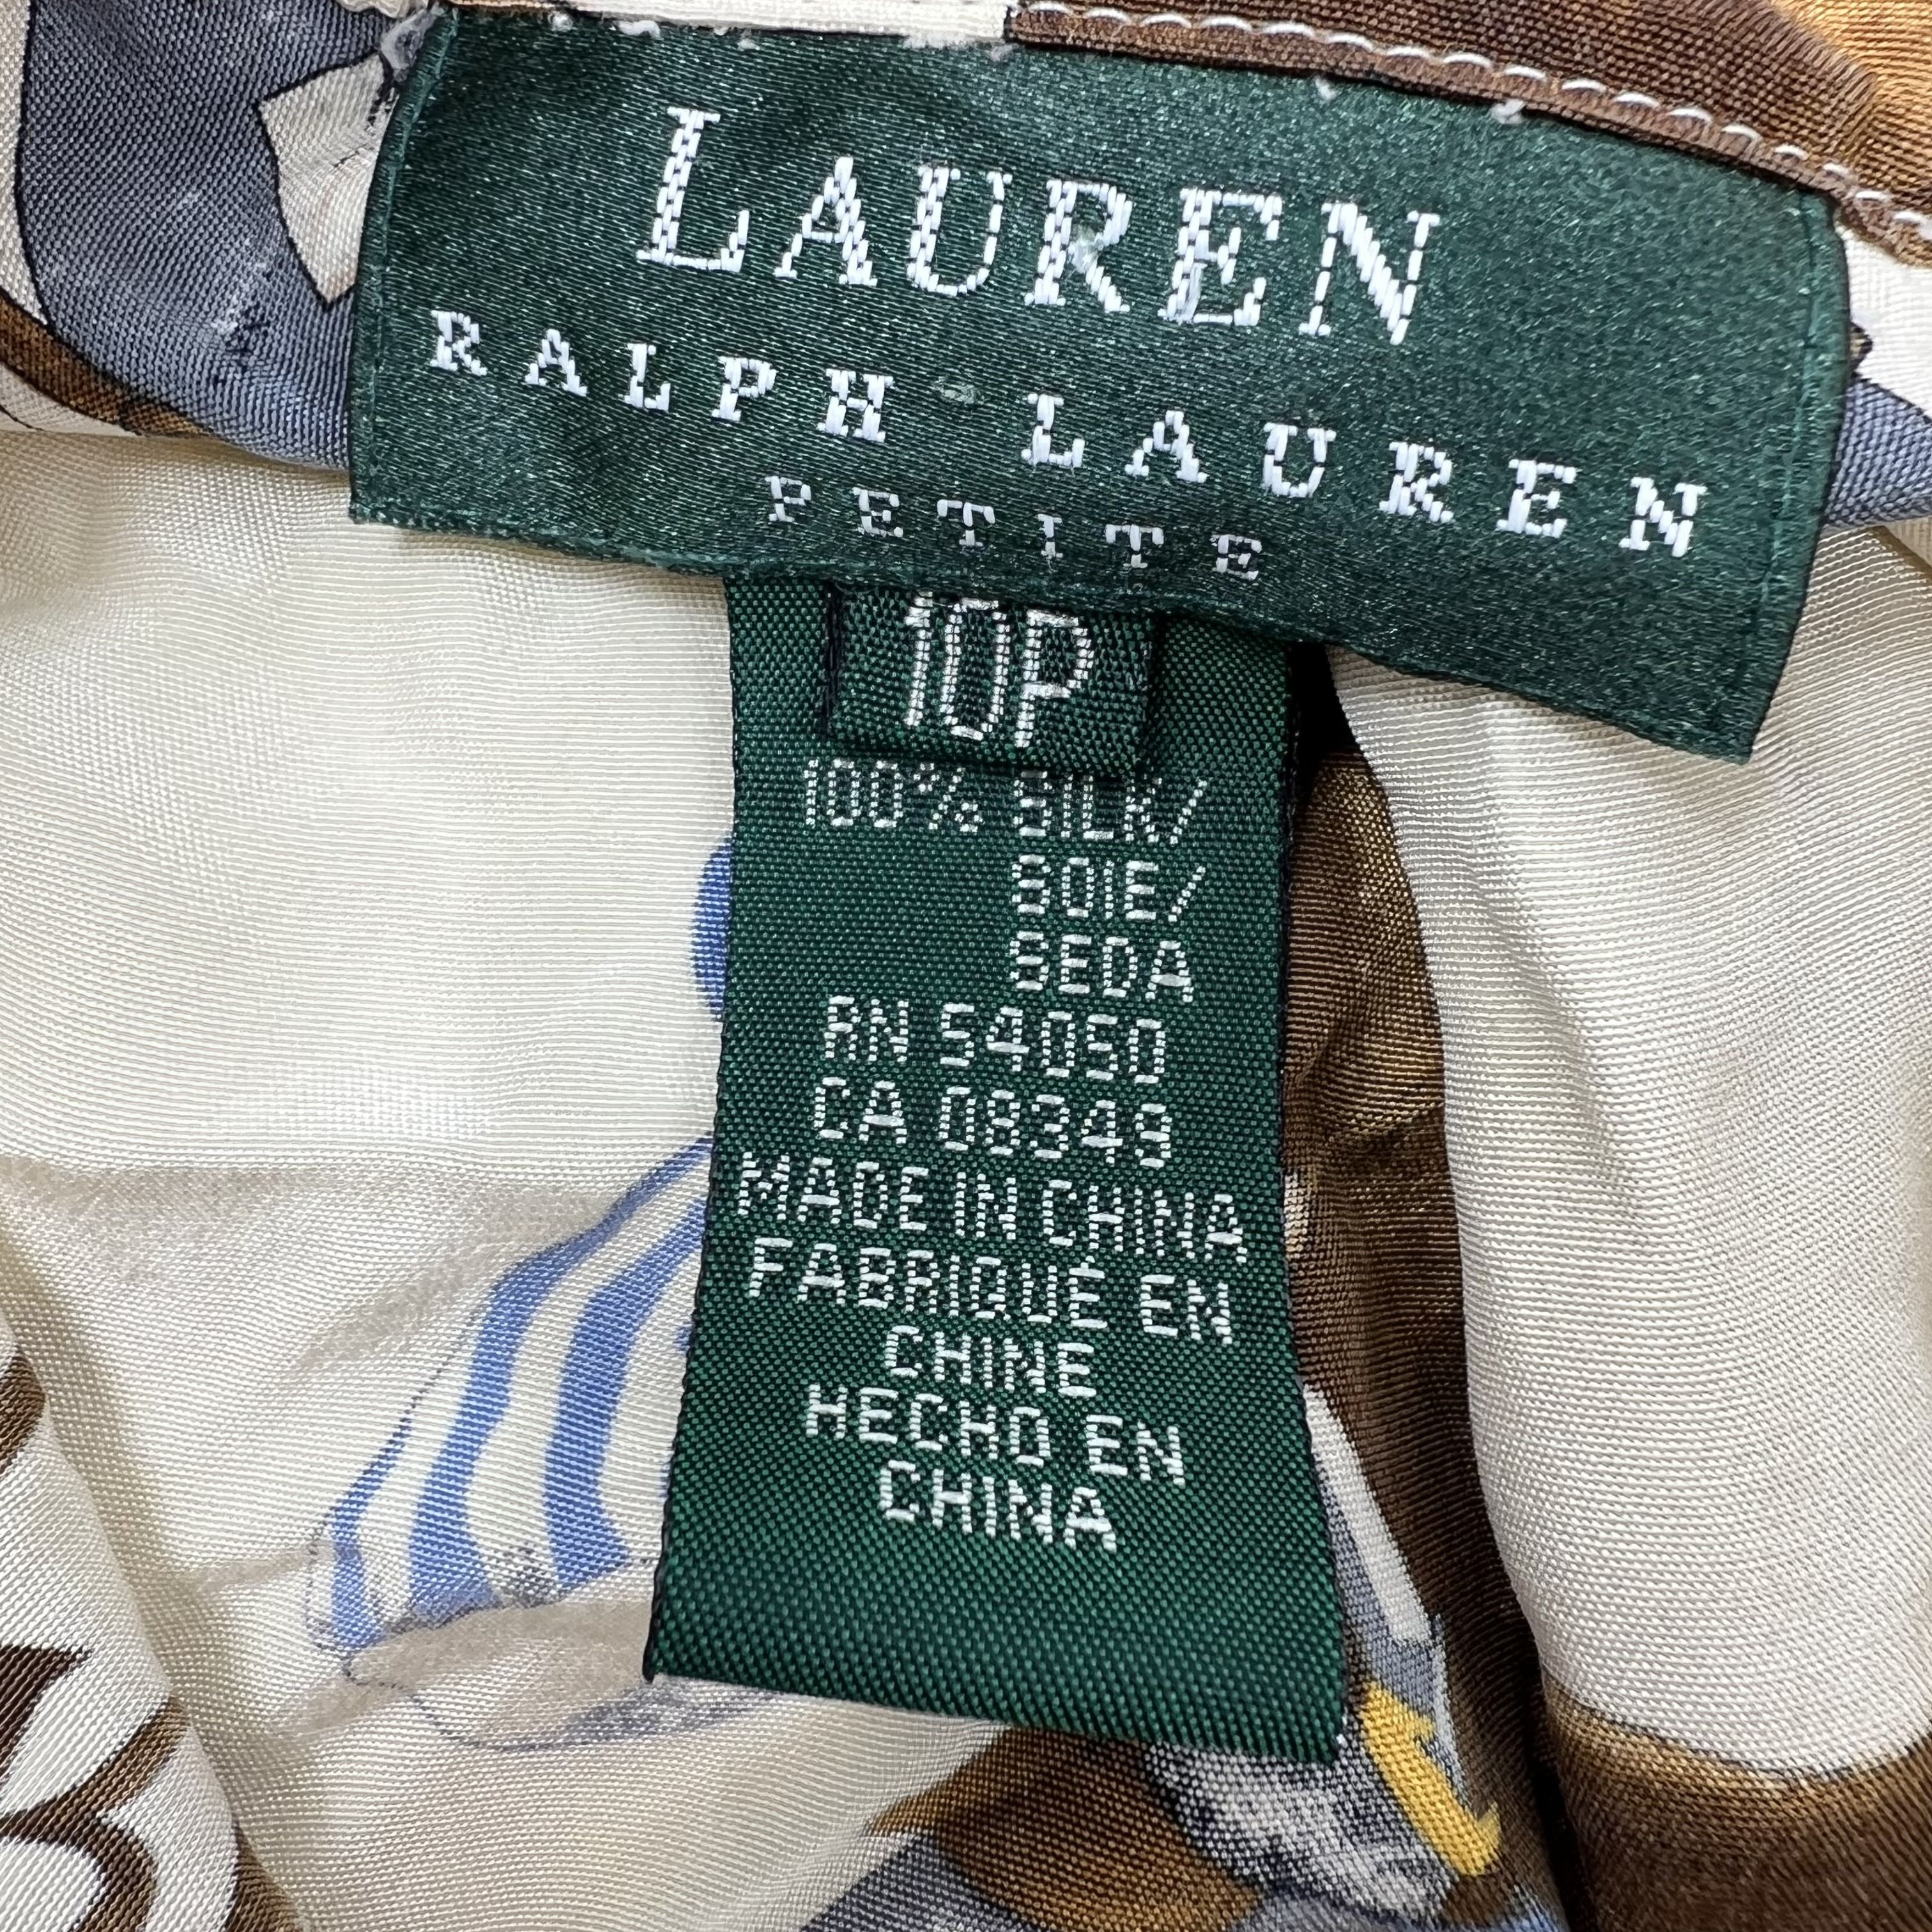 LAUREN
RALPH LAUREN
PETITE
10P
100% SILK/
SOIE/
SEDA
RN 54050
CA 08349
MADE IN CHINA
FABRIQUÉ EN
CHINE
HECHO EN
CHINA